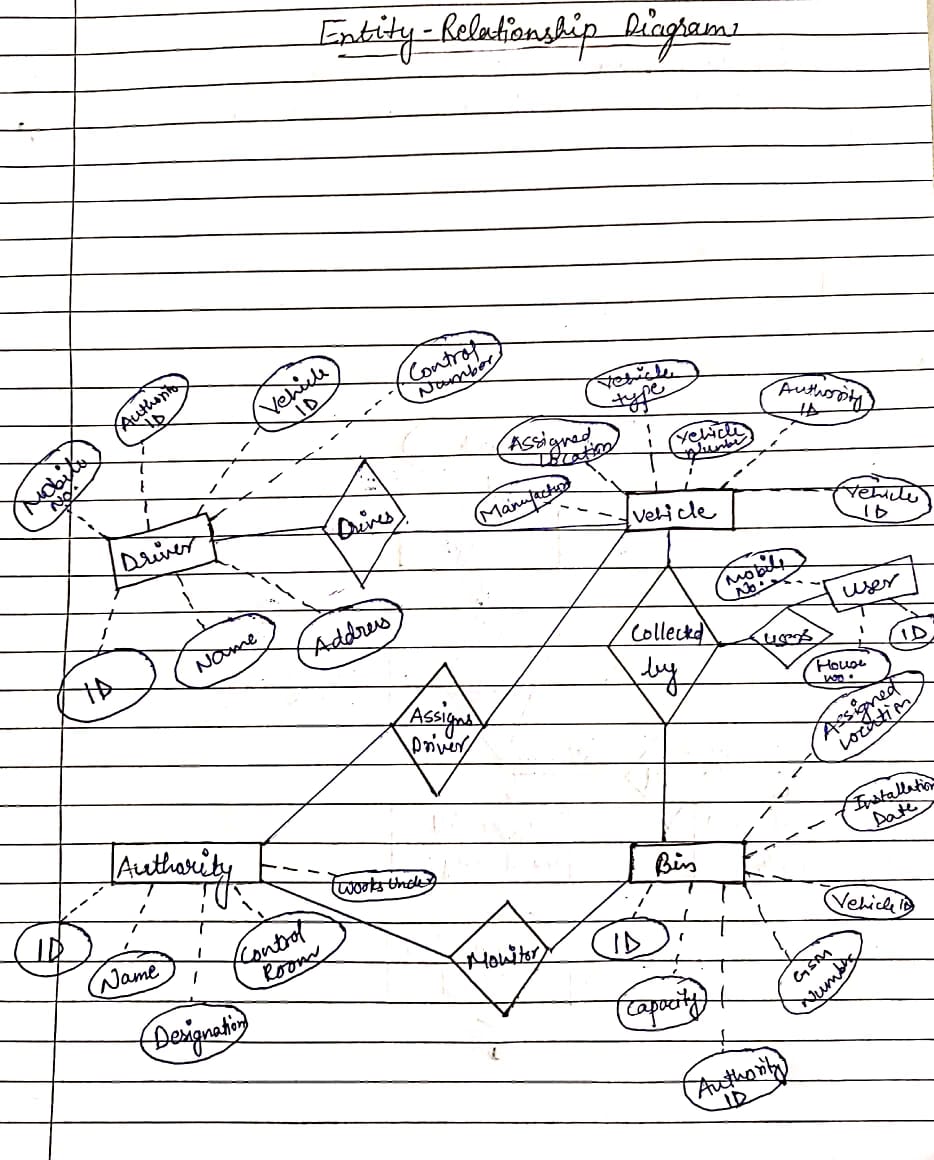 Entity-Relationship Diagram
Control
Number
Vehicle
ID
Authority
ID
Mobile
No.
Driver
Drives
ID
Name
Address
Vehicle
type
Authority
ID
Assigned
Location
Vehicle
Number
Manufacture
Vehicle
Vehicle
ID
Mobile
No.
User
Collected
by
users
ID
House
No.
Assigns
Driver
Assigned
Location
Installation
Date
Authority
Works Under
Bin
Vehicle ID
ID
Name
Control
Room
Designation
Monitor
ID
Capacity
GSM
Number
Authority
ID